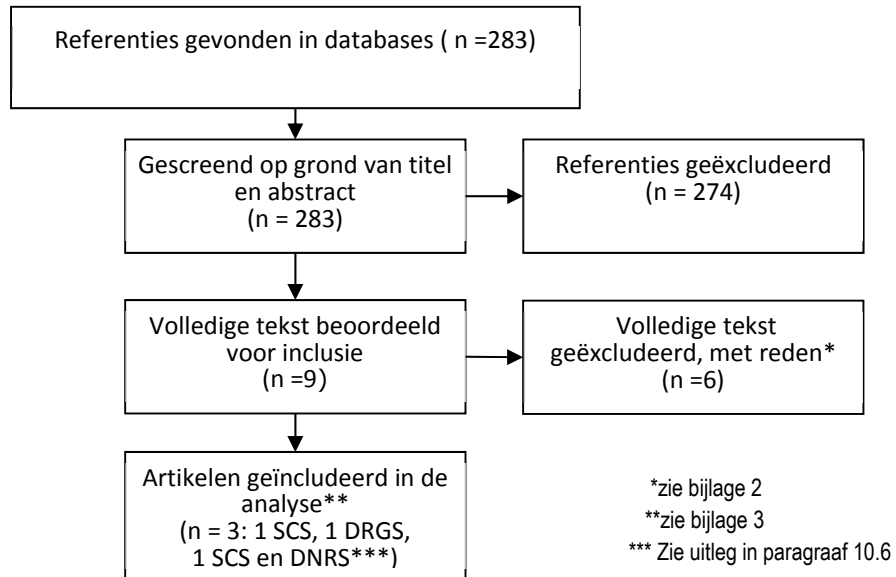 Referenties gevonden in databases ( n =283)
Gescreend op grond van titel
en abstract
(n = 283)
Referenties geëxcludeerd
(n = 274)
Volledige tekst beoordeeld
voor inclusie
(n =9)
Volledige tekst
geëxcludeerd, met reden*
(n =6)
Artikelen geïncludeerd in de
analyse**
(n = 3: 1 SCS, 1 DRGS,
1 SCS en DNRS***)
*zie bijlage 2
**zie bijlage 3
*** Zie uitleg in paragraaf 10.6